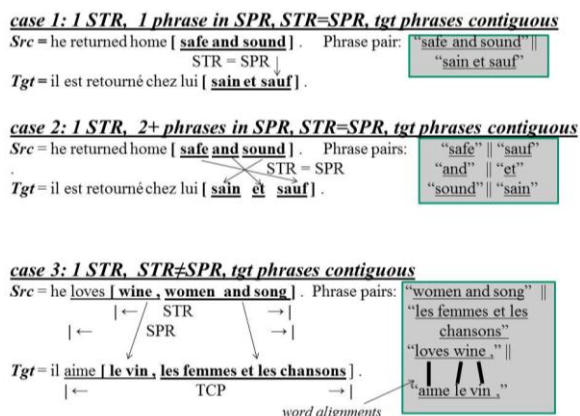 case 1: 1 STR, 1 phrase in SPR, STR=SPR, tgt phrases contiguous
Src = he returned home [ safe and sound ] . Phrase pair: “safe and sound” ||
STR = SPR “sain et sauf”
Tgt = il est retourné chez lui [ sain et sauf ] .
case 2: 1 STR, 2+ phrases in SPR, STR=SPR, tgt phrases contiguous
Src = he returned home [ safe and sound ] . Phrase pairs: “safe” || “sauf”
. STR = SPR “and” || “et”
Tgt = il est retourné chez lui [ sain et sauf ] . “sound” || “sain”
case 3: 1 STR, STR≠SPR, tgt phrases contiguous
Src = he loves [ wine , women and song ] . Phrase pairs: “women and song” ||
|← STR →| “les femmes et les
|← SPR →| chansons”
“loves wine ,” ||
Tgt = il aime [ le vin , les femmes et les chansons ] .
|← TCP →| “aime le vin ,”
word alignments